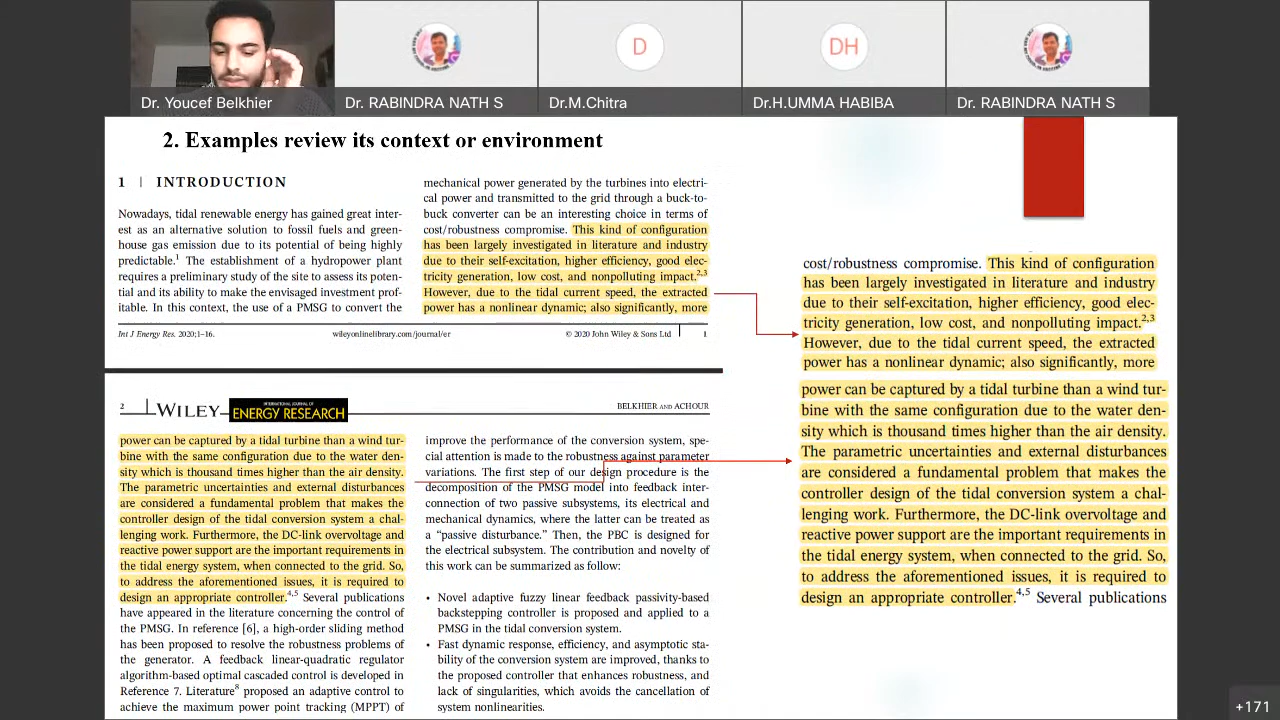 D
DH
Dr. Youcef Belkhier
Dr. RABINDRA NATH S
Dr.M.Chitra
Dr.H.UMMA HABIBA
Dr. RABINDRA NATH S
2. Examples review its context or environment
1 | INTRODUCTION
Nowadays, tidal renewable energy has gained great inter-
est as an alternative solution to fossil fuels and green-
house gas emission due to its potential of being highly
predictable.1 The establishment of a hydropower plant
requires a preliminary study of the site to assess its poten-
tial and its ability to make the envisaged investment prof-
itable. In this context, the use of a PMSG to convert the
mechanical power generated by the turbines into electri-
cal power and transmitted to the grid through a buck-to-
buck converter can be an interesting choice in terms of
cost/robustness compromise. This kind of configuration
has been largely investigated in literature and industry
due to their self-excitation, higher efficiency, good elec-
tricity generation, low cost, and nonpolluting impact.2,3
However, due to the tidal current speed, the extracted
power has a nonlinear dynamic; also significantly, more
Int J Energy Res. 2020;1–16.
wileyonlinelibrary.com/journal/er
© 2020 John Wiley & Sons Ltd
1
2
WILEY
INTERNATIONAL JOURNAL OF
ENERGY RESEARCH
BELKHIER AND ACHOUR
power can be captured by a tidal turbine than a wind tur-
bine with the same configuration due to the water den-
sity which is thousand times higher than the air density.
The parametric uncertainties and external disturbances
are considered a fundamental problem that makes the
controller design of the tidal conversion system a chal-
lenging work. Furthermore, the DC-link overvoltage and
reactive power support are the important requirements in
the tidal energy system, when connected to the grid. So,
to address the aforementioned issues, it is required to
design an appropriate controller.4,5 Several publications
have appeared in the literature concerning the control of
the PMSG. In reference [6], a high-order sliding method
has been proposed to resolve the robustness problems of
the generator. A feedback linear-quadratic regulator
algorithm-based optimal cascaded control is developed in
Reference 7. Literature8 proposed an adaptive control to
achieve the maximum power point tracking (MPPT) of
improve the performance of the conversion system, spe-
cial attention is made to the robustness against parameter
variations. The first step of our design procedure is the
decomposition of the PMSG model into feedback inter-
connection of two passive subsystems, its electrical and
mechanical dynamics, where the latter can be treated as
a “passive disturbance.” Then, the PBC is designed for
the electrical subsystem. The contribution and novelty of
this work can be summarized as follow:
• Novel adaptive fuzzy linear feedback passivity-based
backstepping controller is proposed and applied to a
PMSG in the tidal conversion system.
• Fast dynamic response, efficiency, and asymptotic sta-
bility of the conversion system are improved, thanks to
the proposed controller that enhances robustness, and
lack of singularities, which avoids the cancellation of
system nonlinearities.
cost/robustness compromise. This kind of configuration
has been largely investigated in literature and industry
due to their self-excitation, higher efficiency, good elec-
tricity generation, low cost, and nonpolluting impact.2,3
However, due to the tidal current speed, the extracted
power has a nonlinear dynamic; also significantly, more
power can be captured by a tidal turbine than a wind tur-
bine with the same configuration due to the water den-
sity which is thousand times higher than the air density.
The parametric uncertainties and external disturbances
are considered a fundamental problem that makes the
controller design of the tidal conversion system a chal-
lenging work. Furthermore, the DC-link overvoltage and
reactive power support are the important requirements in
the tidal energy system, when connected to the grid. So,
to address the aforementioned issues, it is required to
design an appropriate controller.4,5 Several publications
+171